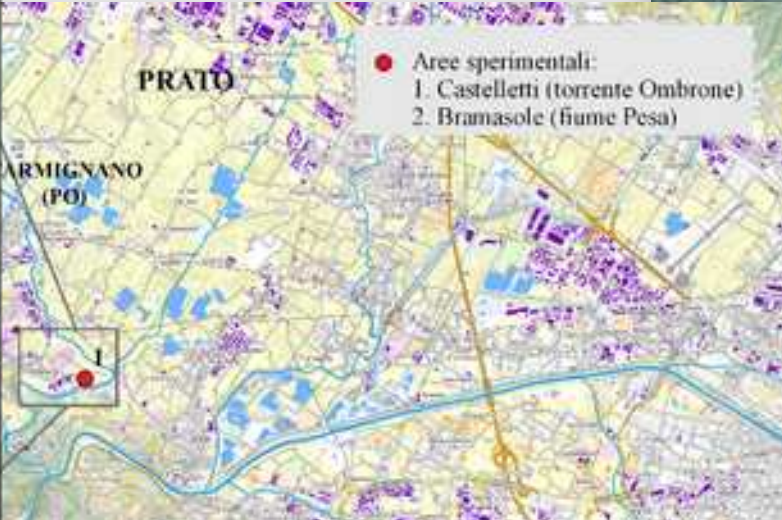 Aree sperimentali:
1. Castelletti (torrente Ombrone)
2. Bramasole (fiume Pesa)
PRATO
ARMIGNANO
(PO)
1